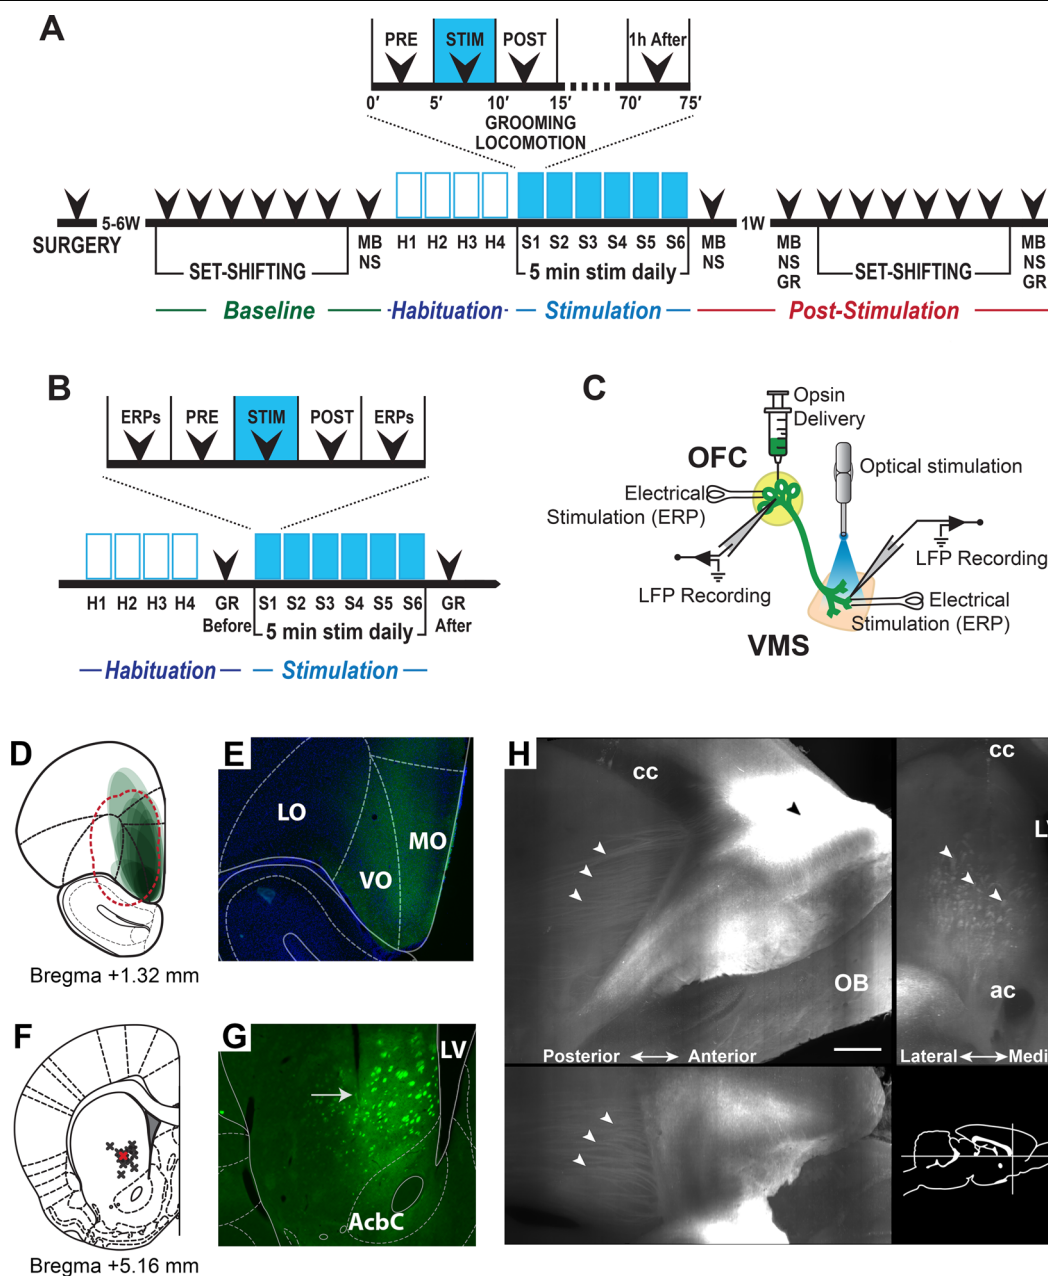 A
PRE STIM POST 1h After
0′ 5′ 10′ 15′ 70′ 75′
GROOMING
LOCOMOTION
5-6W 1W
SURGERY
MB H1 H2 H3 H4 S1 S2 S3 S4 S5 S6 MB MB MB
NS NS NS NS
GR GR
SET-SHIFTING 5 min stim daily SET-SHIFTING
Baseline Habituation Stimulation Post-Stimulation
B
ERPs PRE STIM POST ERPs
H1 H2 H3 H4 GR S1 S2 S3 S4 S5 S6 GR
Before 5 min stim daily After
Habituation Stimulation
C
Opsin
Delivery
OFC
Optical stimulation
Electrical
Stimulation (ERP)
LFP Recording
LFP Recording
Electrical
Stimulation (ERP)
VMS
D
Bregma +1.32 mm
E
LO
MO
VO
F
Bregma +5.16 mm
G
LV
AcbC
H
cc
OB
Posterior Anterior
cc
ac
Lateral